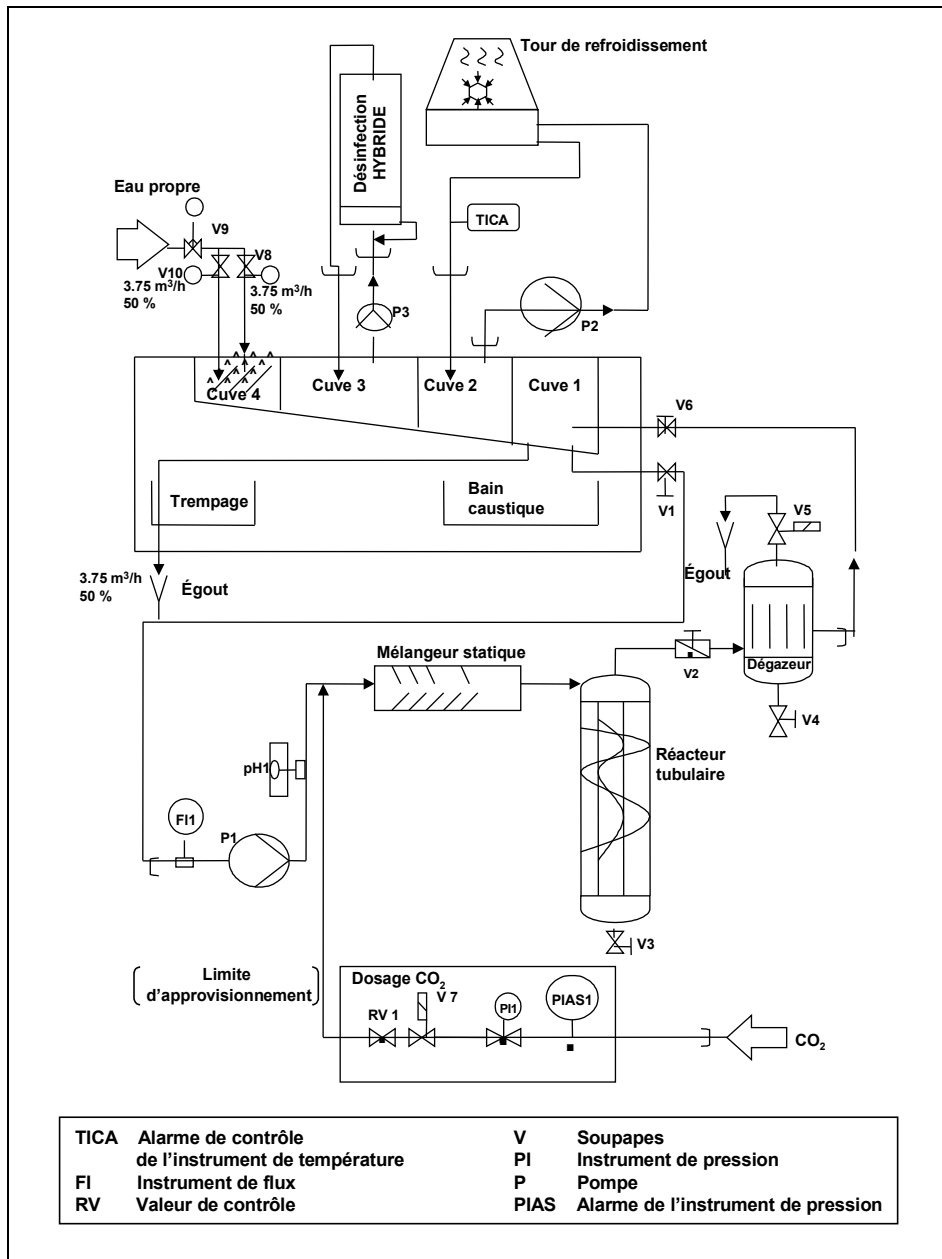 Tour de refroidissement
Désinfection
HYBRIDE
Eau propre
TICA
V9
V10
V8
3.75 m³/h
50 %
3.75 m³/h
50 %
P3
P2
Cuve 4
Cuve 3
Cuve 2
Cuve 1
V6
Trempage
Bain
caustique
V1
V5
3.75 m³/h
50 %
Égout
Égout
Dégazeur
Mélangeur statique
V2
V4
pH1
Réacteur
tubulaire
FI1
P1
V3
Limite
d'approvisionnement
Dosage CO₂
V 7
RV 1
PI1
PIAS1
CO₂
TICA Alarme de contrôle
de l'instrument de température
FI Instrument de flux
RV Valeur de contrôle
V Soupapes
PI Instrument de pression
P Pompe
PIAS Alarme de l'instrument de pression